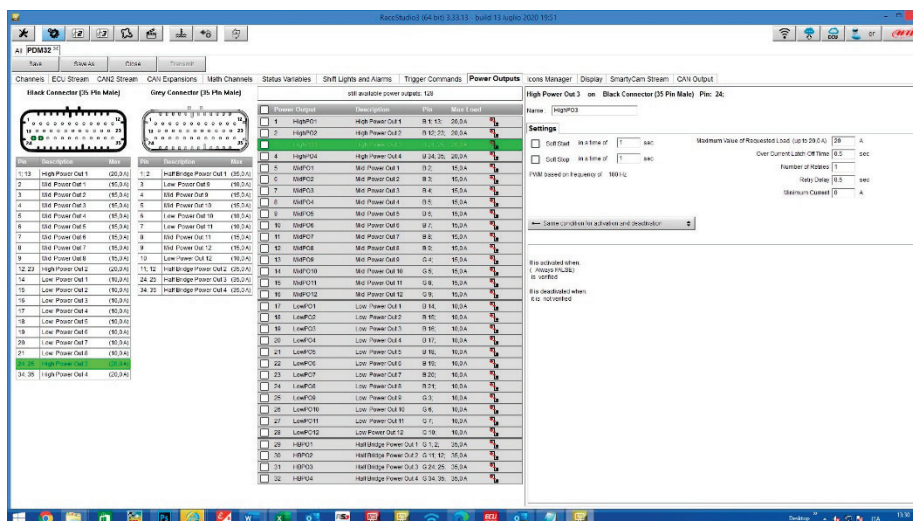 RaceStudio3 (64 bit) 3.33.13 - build 13 luglio 2020 19:51
All PDM32
Save Save As Close Transmit
Channels ECU Stream CAN2 Stream CAN Expansions Math Channels Status Variables Shift Lights and Alarms Trigger Commands Power Outputs Icons Manager Display SmartyCam Stream CAN Output
Black Connector (35 Pin Male) Grey Connector (35 Pin Male)
Pin Description Max
1; 13 High Power Out 1 (20,0 A)
2 Mid Power Out 1 (15,0 A)
3 Mid Power Out 2 (15,0 A)
4 Mid Power Out 3 (15,0 A)
5 Mid Power Out 4 (15,0 A)
6 Mid Power Out 5 (15,0 A)
7 Mid Power Out 6 (15,0 A)
8 Mid Power Out 7 (15,0 A)
9 Mid Power Out 8 (15,0 A)
12; 23 High Power Out 2 (20,0 A)
14 Low Power Out 1 (10,0 A)
15 Low Power Out 2 (10,0 A)
16 Low Power Out 3 (10,0 A)
17 Low Power Out 4 (10,0 A)
18 Low Power Out 5 (10,0 A)
19 Low Power Out 6 (10,0 A)
20 Low Power Out 7 (10,0 A)
21 Low Power Out 8 (10,0 A)
High Power Out 3 (20,0 A)
34; 35 High Power Out 4 (20,0 A)
Pin Description Max
1; 2 Half Bridge Power Out 1 (35,0 A)
3 Low Power Out 9 (10,0 A)
4 Mid Power Out 9 (15,0 A)
5 Mid Power Out 10 (15,0 A)
6 Low Power Out 10 (10,0 A)
7 Low Power Out 11 (10,0 A)
8 Mid Power Out 11 (15,0 A)
9 Mid Power Out 12 (15,0 A)
10 Low Power Out 12 (10,0 A)
11; 12 Half Bridge Power Out 2 (35,0 A)
24; 25 Half Bridge Power Out 3 (35,0 A)
34; 35 Half Bridge Power Out 4 (35,0 A)
still available power outputs: 128
Power Output Description Pin Max Load
1 HighPO1 High Power Out 1 B 1; 13; 20,0 A
2 HighPO2 High Power Out 2 B 12; 23; 20,0 A
4 HighPO4 High Power Out 4 B 34; 35; 20,0 A
5 MidPO1 Mid Power Out 1 B 2; 15,0 A
6 MidPO2 Mid Power Out 2 B 3; 15,0 A
7 MidPO3 Mid Power Out 3 B 4; 15,0 A
8 MidPO4 Mid Power Out 4 B 5; 15,0 A
9 MidPO5 Mid Power Out 5 B 6; 15,0 A
10 MidPO6 Mid Power Out 6 B 7; 15,0 A
11 MidPO7 Mid Power Out 7 B 8; 15,0 A
12 MidPO8 Mid Power Out 8 B 9; 15,0 A
13 MidPO9 Mid Power Out 9 G 4; 15,0 A
14 MidPO10 Mid Power Out 10 G 5; 15,0 A
15 MidPO11 Mid Power Out 11 G 8; 15,0 A
16 MidPO12 Mid Power Out 12 G 9; 15,0 A
17 LowPO1 Low Power Out 1 B 14; 10,0 A
18 LowPO2 Low Power Out 2 B 15; 10,0 A
19 LowPO3 Low Power Out 3 B 16; 10,0 A
20 LowPO4 Low Power Out 4 B 17; 10,0 A
21 LowPO5 Low Power Out 5 B 18; 10,0 A
22 LowPO6 Low Power Out 6 B 19; 10,0 A
23 LowPO7 Low Power Out 7 B 20; 10,0 A
24 LowPO8 Low Power Out 8 B 21; 10,0 A
25 LowPO9 Low Power Out 9 G 3; 10,0 A
26 LowPO10 Low Power Out 10 G 6; 10,0 A
27 LowPO11 Low Power Out 11 G 7; 10,0 A
28 LowPO12 Low Power Out 12 G 10; 10,0 A
29 HBPO1 Half Bridge Power Out 1 G 1; 2; 35,0 A
30 HBPO2 Half Bridge Power Out 2 G 11; 12; 35,0 A
31 HBPO3 Half Bridge Power Out 3 G 24; 25; 35,0 A
32 HBPO4 Half Bridge Power Out 4 G 34; 35; 35,0 A
High Power Out 3 on Black Connector (35 Pin Male) Pin: 24;
Name: HighPO3
Settings
Soft Start in a time of 1 sec
Soft Stop in a time of 1 sec
PWM based on frequency of 100 Hz
Maximum Value of Requested Load (up to 20.0 A) 20 A
Over Current Latch Off Time 0.5 sec
Number of Retries 1
Retry Delay 0.5 sec
Minimum Current 0 A
Same condition for activation and deactivation
It is activated when:
( Always FALSE)
is verified
It is deactivated when
it is not verified
Desktop ITA 15:30